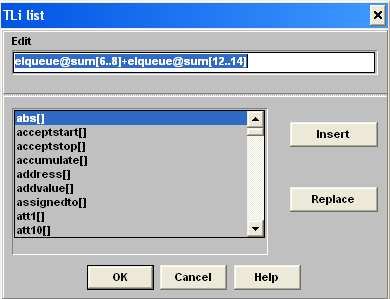 TLi list
Edit
elqueue@sum[6..8]+elqueue@sum[12..14]
abs[]
acceptstart[]
acceptstop[]
accumulate[]
address[]
addvalue[]
assignedto[]
att1[]
att10[]
Insert
Replace
OK Cancel Help